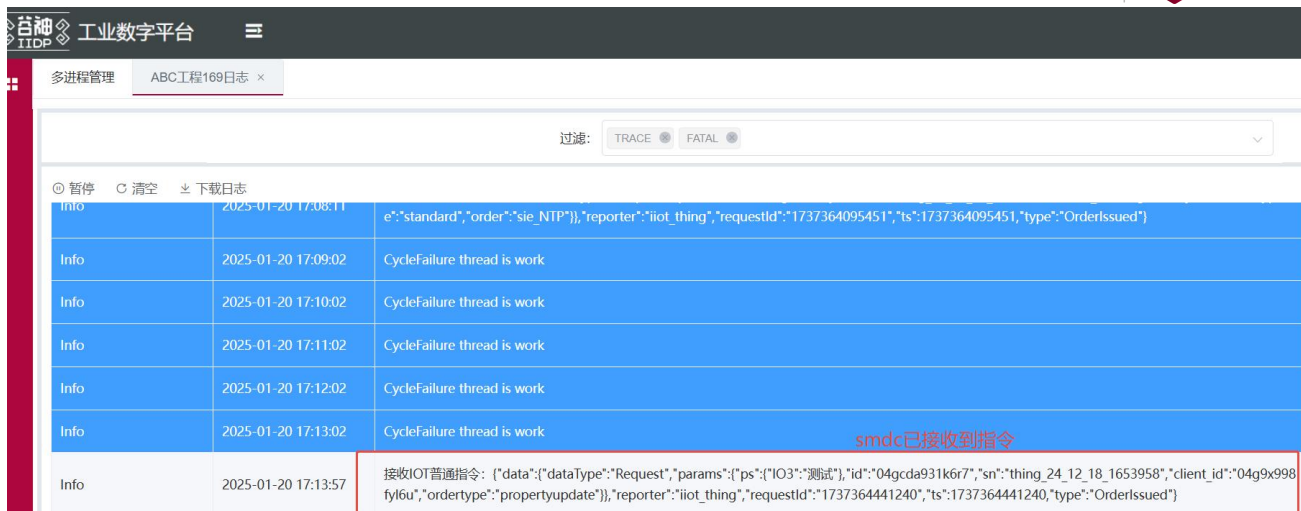 谷神
IIDP
工业数字平台
多进程管理 ABC工程169日志 ×
过滤: TRACE FATAL
暂停 清空 下载日志
Info 2025-01-20 17:08:11 e":"standard","order":"sie_NTP"}},"reporter":"iiot_thing","requestId":"1737364095451","ts":1737364095451,"type":"OrderIssued"}
Info 2025-01-20 17:09:02 CycleFailure thread is work
Info 2025-01-20 17:10:02 CycleFailure thread is work
Info 2025-01-20 17:11:02 CycleFailure thread is work
Info 2025-01-20 17:12:02 CycleFailure thread is work
Info 2025-01-20 17:13:02 CycleFailure thread is work
smdc已接收到指令
Info 2025-01-20 17:13:57 接收IOT普通指令: {"data":{"dataType":"Request","params":{"ps":{"IO3":"测试"},"id":"04gcda931k6r7","sn":"thing_24_12_18_1653958","client_id":"04g9x998
fyl6u","ordertype":"propertyupdate"}},"reporter":"iiot_thing","requestId":"1737364441240","ts":1737364441240,"type":"OrderIssued"}